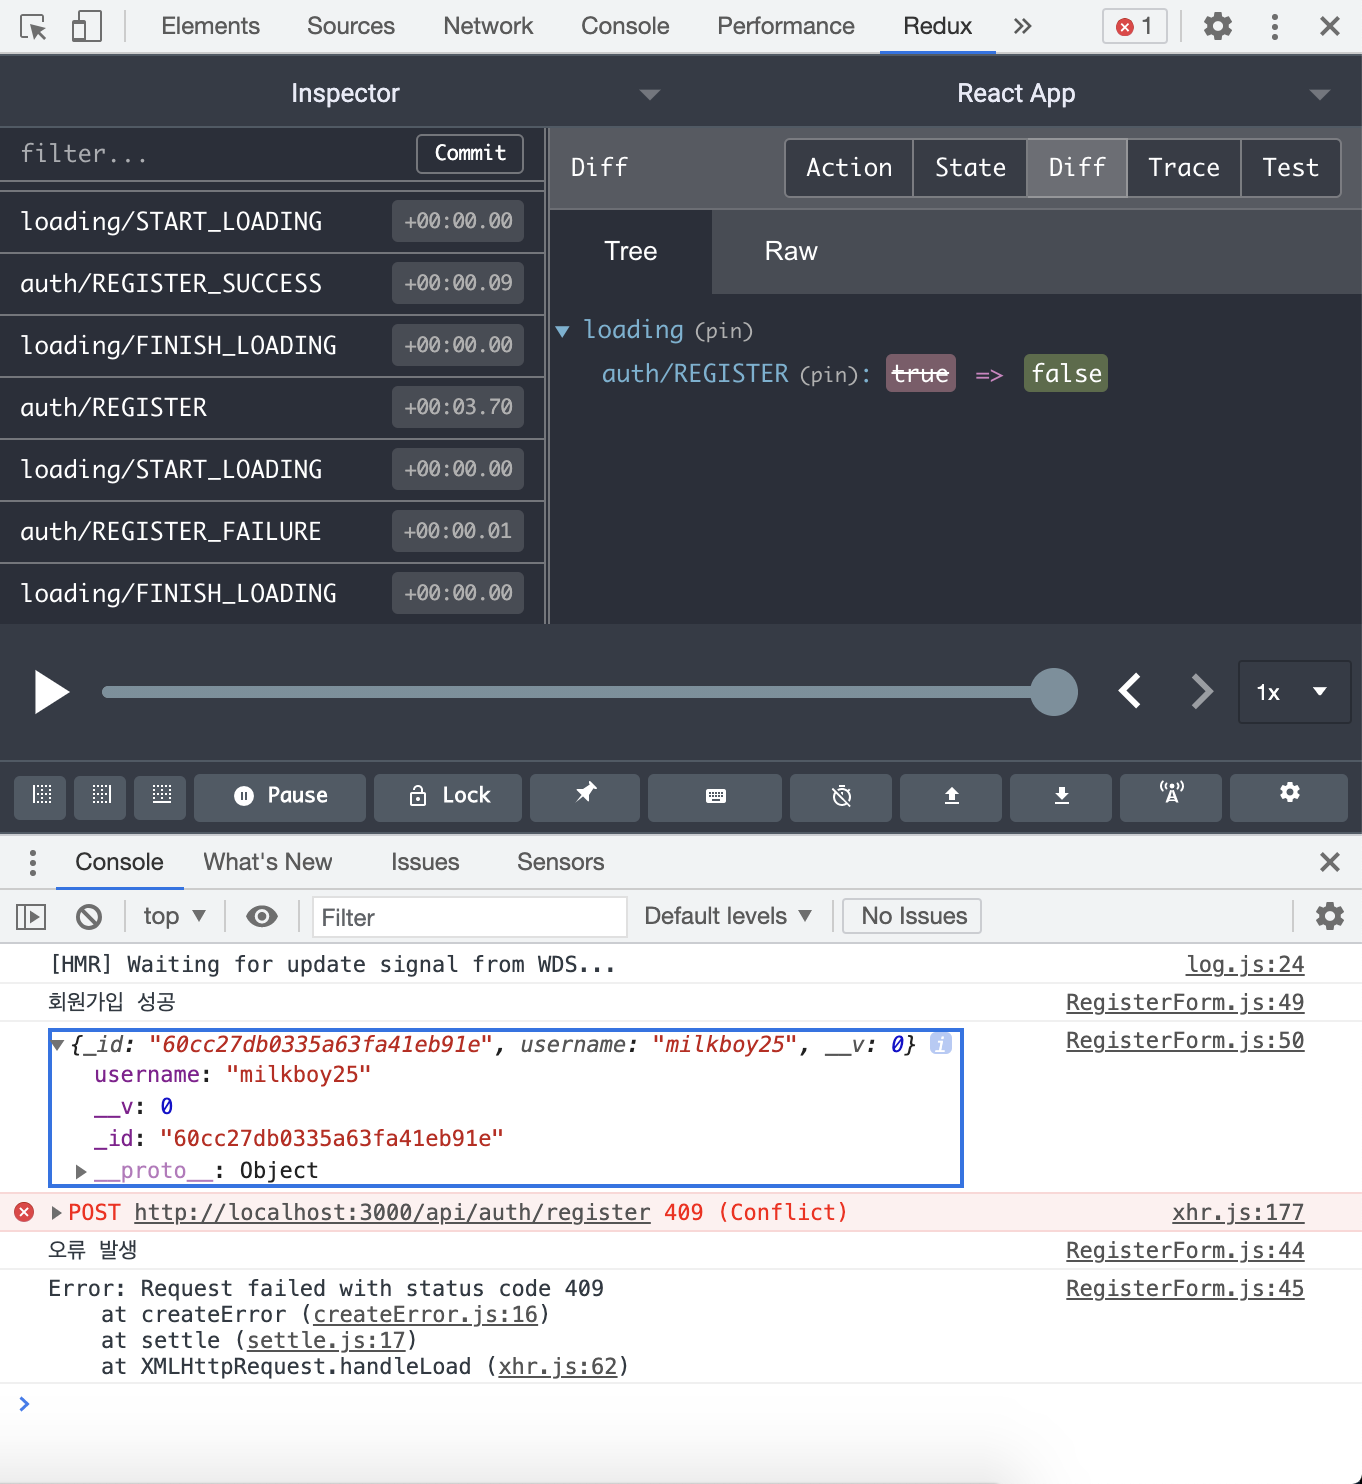 Elements Sources Network Console Performance Redux 1
Inspector React App
filter... Commit
Diff Action State Diff Trace Test
Tree Raw
loading/START_LOADING +00:00.00
auth/REGISTER_SUCCESS +00:00.09
loading/FINISH_LOADING +00:00.00
auth/REGISTER +00:03.70
loading/START_LOADING +00:00.00
auth/REGISTER_FAILURE +00:00.01
loading/FINISH_LOADING +00:00.00
loading (pin)
auth/REGISTER (pin): true => false
1x
Pause Lock
Console What's New Issues Sensors
top Filter Default levels No Issues
[HMR] Waiting for update signal from WDS... log.js:24
회원가입 성공 RegisterForm.js:49
{_id: "60cc27db0335a63fa41eb91e", username: "milkboy25", __v: 0} i RegisterForm.js:50
username: "milkboy25"
__v: 0
_id: "60cc27db0335a63fa41eb91e"
__proto__: Object
POST http://localhost:3000/api/auth/register 409 (Conflict) xhr.js:177
오류 발생 RegisterForm.js:44
Error: Request failed with status code 409 RegisterForm.js:45
at createError (createError.js:16)
at settle (settle.js:17)
at XMLHttpRequest.handleLoad (xhr.js:62)